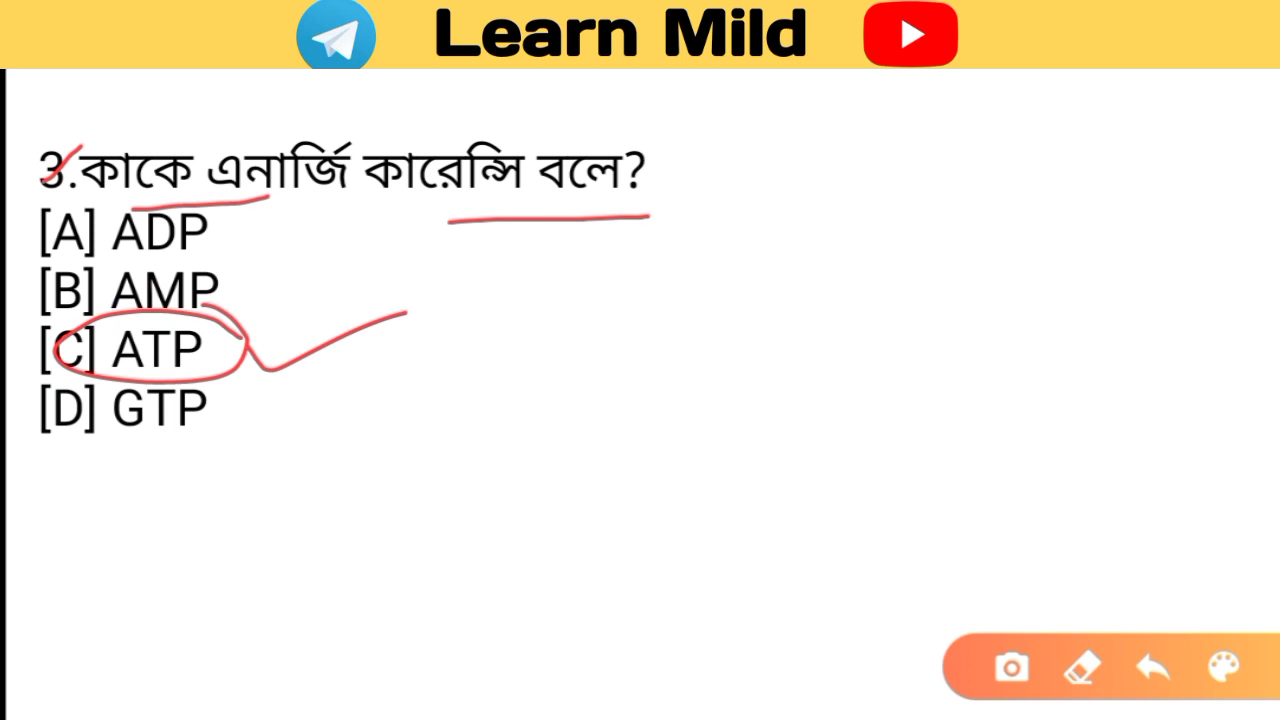 Learn Mild
3.কাকে এনার্জি কারেন্সি বলে?
[A] ADP
[B] AMP
[C] ATP
[D] GTP